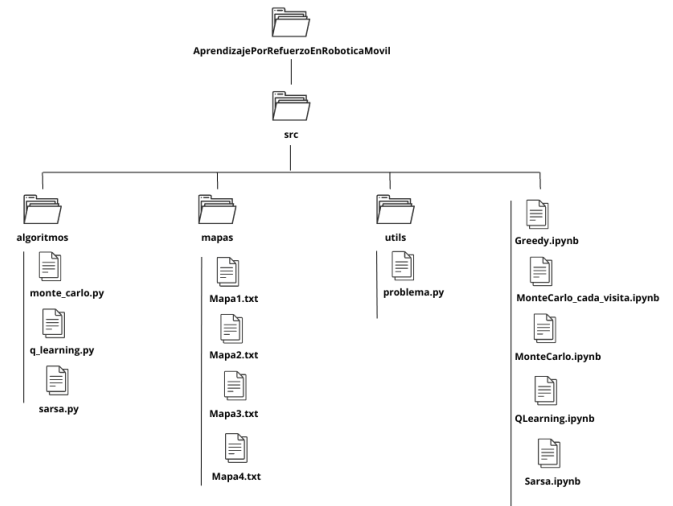 AprendizajePorRefuerzoEnRoboticaMovil
src
algoritmos
monte_carlo.py
q_learning.py
sarsa.py
mapas
Mapa1.txt
Mapa2.txt
Mapa3.txt
Mapa4.txt
utils
problema.py
Greedy.ipynb
MonteCarlo_cada_visita.ipynb
MonteCarlo.ipynb
QLearning.ipynb
Sarsa.ipynb